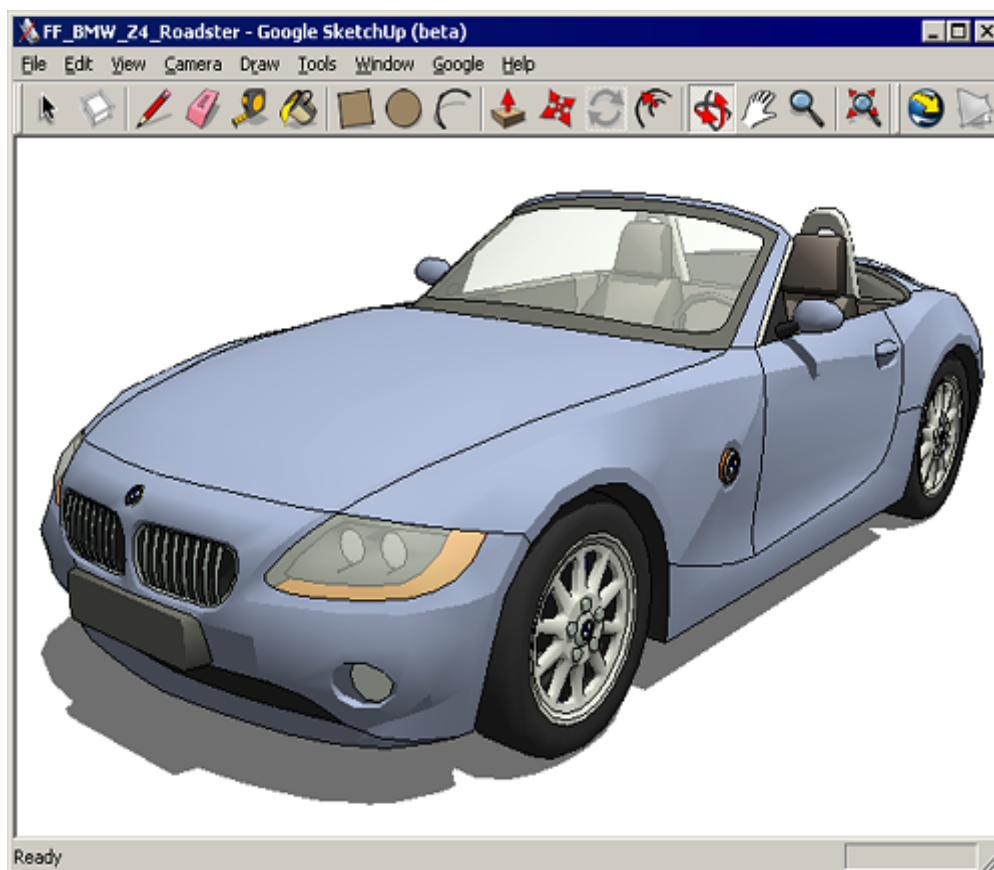 FF_BMW_Z4_Roadster - Google SketchUp (beta)
File Edit View Camera Draw Tools Window Google Help
Ready